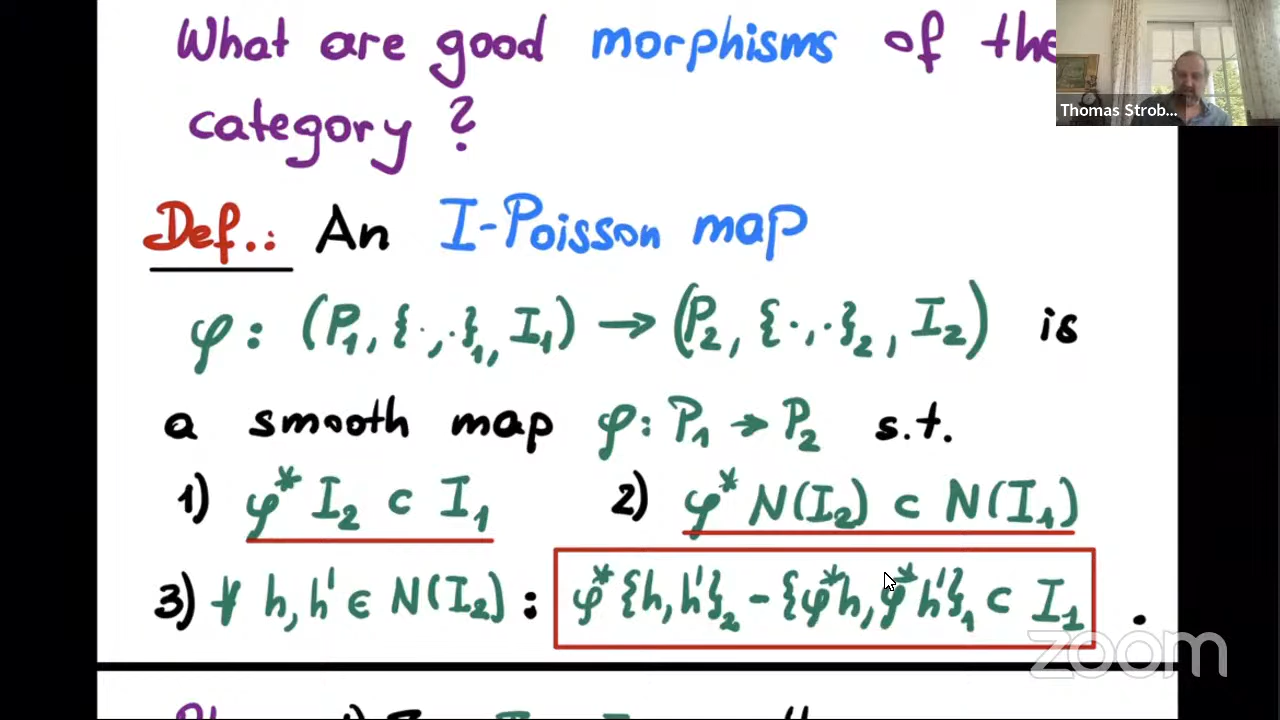 What are good morphisms of the
category ?
Thomas Strob...
Def.: An I-Poisson map
φ : (P₁, {·,·}₁, I₁) → (P₂, {·,·}₂, I₂) is
a smooth map φ : P₁ → P₂ s.t.
1) φ* I₂ ⊂ I₁ 2) φ* N(I₂) ⊂ N(I₁)
3) ∀ h, h' ∈ N(I₂) : φ*{h, h'}₂ - {φ*h, φ*h'}₁ ⊂ I₁ .
zoom